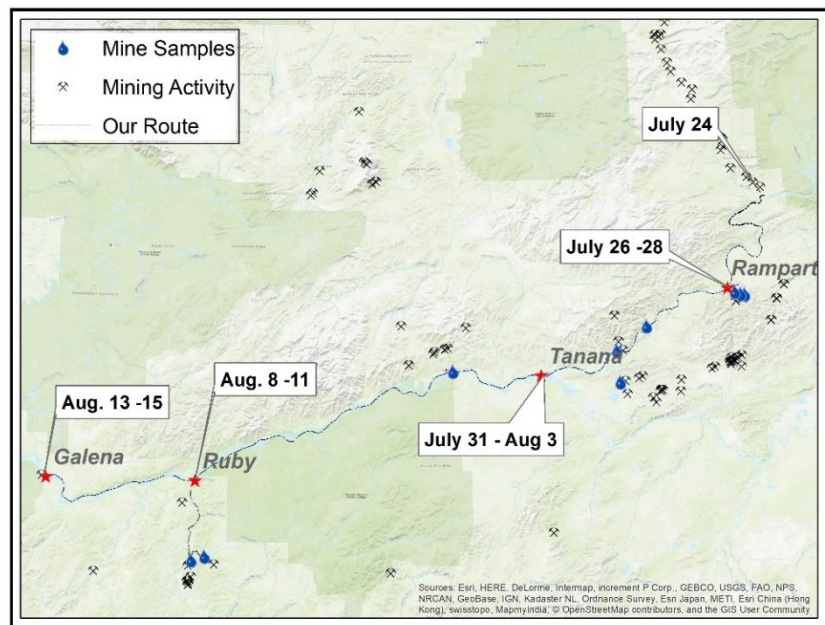 Mine Samples
Mining Activity
Our Route
July 24
July 26 -28
Rampart
Tanana
July 31 - Aug 3
Aug. 8 -11
Aug. 13 -15
Galena
Ruby
Sources: Esri, HERE, DeLorme, Intermap, increment P Corp., GEBCO, USGS, FAO, NPS,
NRCAN, GeoBase, IGN, Kadaster NL, Ordnance Survey, Esri Japan, METI, Esri China (Hong
Kong), swisstopo, MapmyIndia, © OpenStreetMap contributors, and the GIS User Community